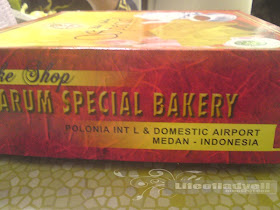 ke Shop
ARUM SPECIAL BAKERY
POLONIA INT L & DOMESTIC AIRPORT
MEDAN - INDONESIA